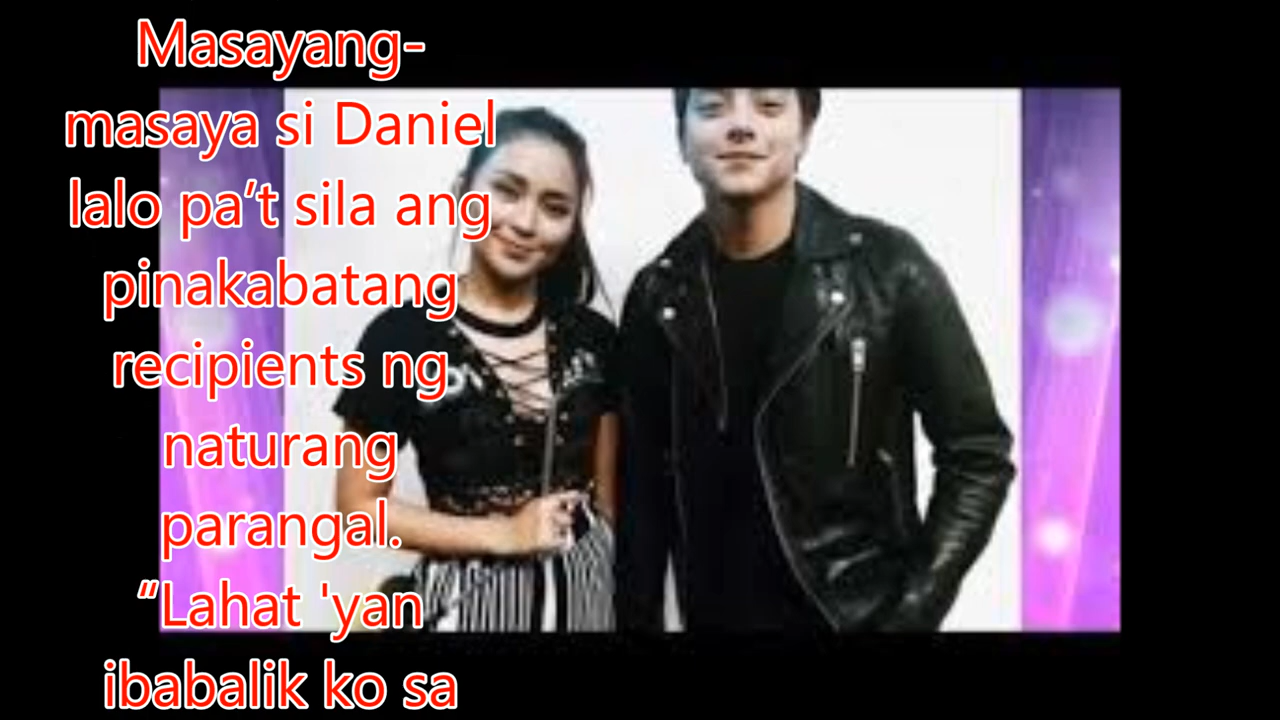 Masayang-
masaya si Daniel
lalo pa’t sila ang
pinakabatang
recipients ng
naturang
parangal.
“Lahat 'yan
ibabalik ko sa